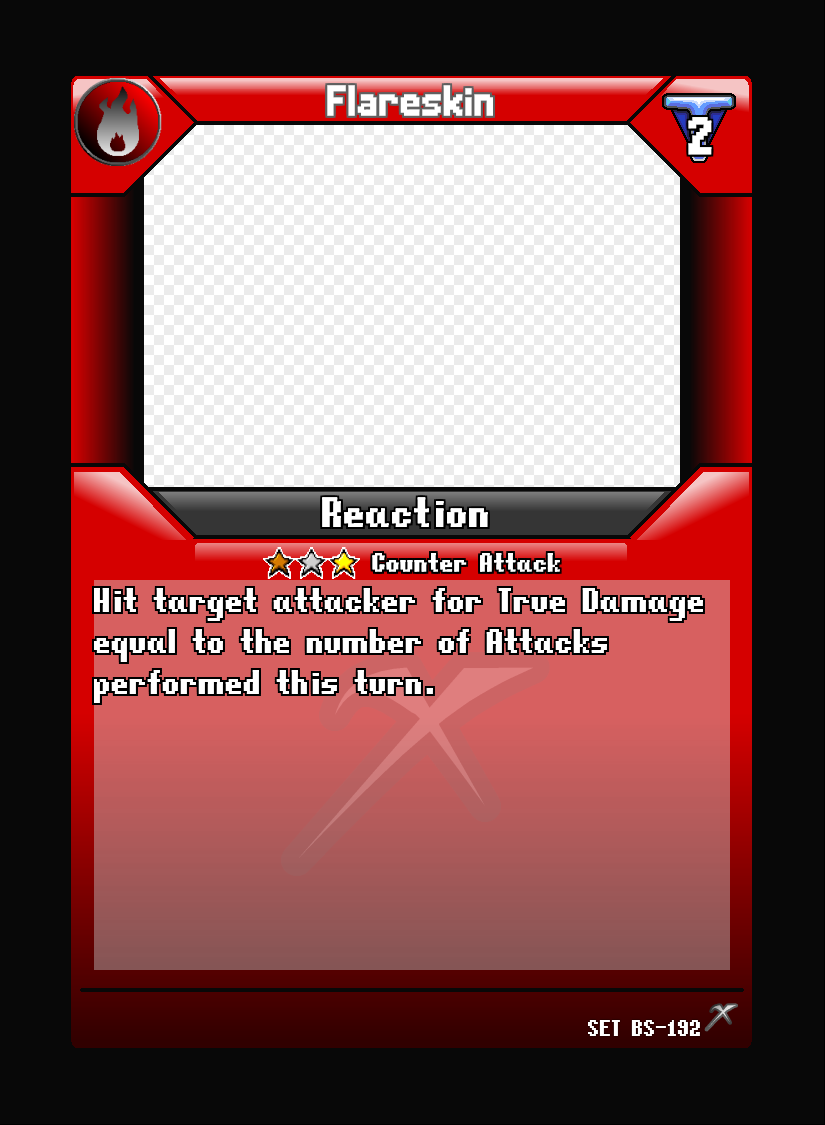 Flareskin
2
Reaction
Counter Attack
Hit target attacker for True Damage
equal to the number of Attacks
performed this turn.
SET BS-192